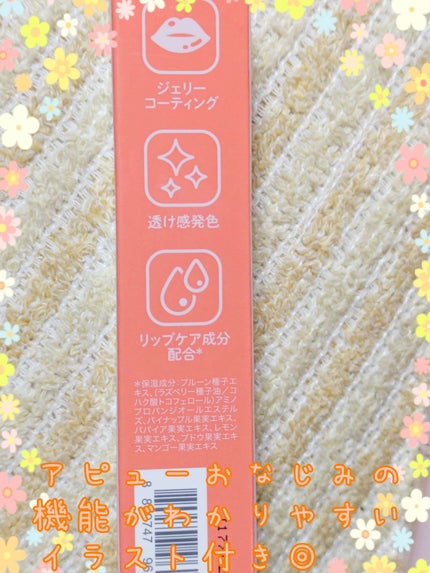 ジェリー
コーティング
透け感発色
リップケア成分
配合*
*保湿成分:プルーン種子エ
キス、(ラズベリー種子油/コ
ハク酸トコフェロール)アミノ
プロパンジオールエステル
ズ、パイナップル果実エキス、
パパイア果実エキス、レモン
果実エキス、ブドウ果実エキ
ス、マンゴー果実エキス
アピューおなじみの
機能がわかりやすい
イラスト付き◎